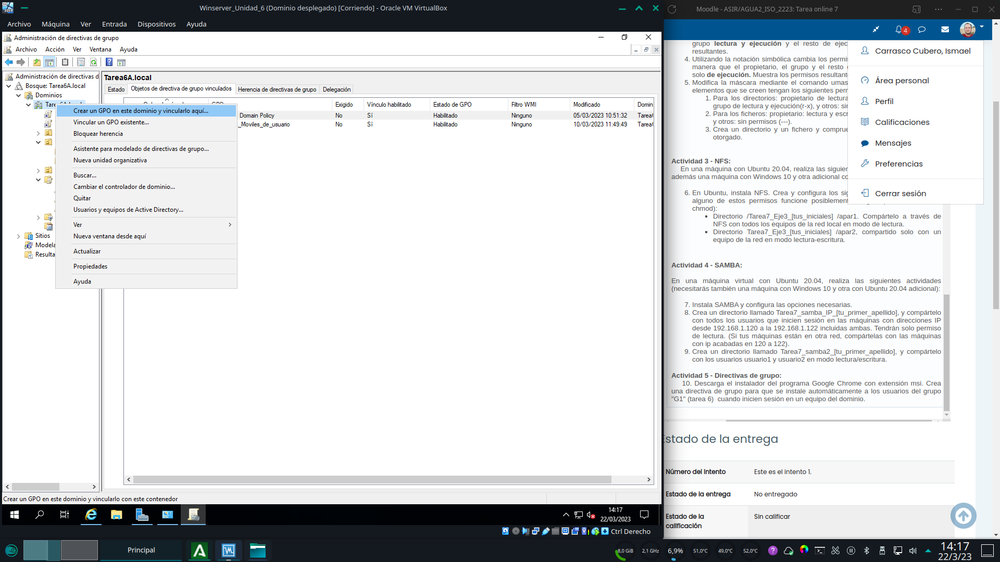 Winserver_Unidad_6 (Dominio desplegado) [Corriendo] - Oracle VM VirtualBox
Archivo Máquina Ver Entrada Dispositivos Ayuda
Administración de directivas de grupo
Archivo Acción Ver Ventana Ayuda
Administración de directivas d
Bosque: Tarea6A.local
Dominios
Sitios
Modela
Resulta
Tarea6A.local
Estado Objetos de directiva de grupo vinculados Herencia de directivas de grupo Delegación
Exigido Vínculo habilitado Estado de GPO Filtro WMI Modificado Domin
Domain Policy No Sí Habilitado Ninguno 05/03/2023 10:51:32 Tarea6
_Moviles_de_usuario No Sí Habilitado Ninguno 10/03/2023 11:49:49 Tarea6
Crear un GPO en este dominio y vincularlo aquí...
Vincular un GPO existente...
Bloquear herencia
Asistente para modelado de directivas de grupo...
Nueva unidad organizativa
Buscar...
Cambiar el controlador de dominio...
Quitar
Usuarios y equipos de Active Directory...
Ver
Nueva ventana desde aquí
Actualizar
Propiedades
Ayuda
Crear un GPO en este dominio y vincularlo con este contenedor
14:17
22/03/2023
Ctrl Derecho
Moodle - ASIR/AGUA2_ISO_2223: Tarea online 7
4
Carrasco Cubero, Ismael
Área personal
Perfil
Calificaciones
Mensajes
Preferencias
Cerrar sesión
grupo lectura y ejecución y el resto de ejec
resultantes.
4. Utilizando la notación simbólica cambia los permis
manera que el propietario, el grupo y el resto
solo de ejecución. Muestra los permisos resultant
5. Modifica la máscara mediante el comando umas
elementos que se creen tengan los siguientes perm
1. Para los directorios: propietario de lectura
grupo de lectura y ejecución(r-x), y otros: sin
2. Para los ficheros: propietario: lectura y escr
y otros: sin permisos (---).
3. Crea un directorio y un fichero y comprue
otorgado.
Actividad 3 - NFS:
En una máquina con Ubuntu 20.04, realiza las siguien
además una máquina con Windows 10 y otra adicional co
6. En Ubuntu, instala NFS. Crea y configura los sig
alguno de estos permisos funcione posiblement
chmod):
Directorio /Tarea7_Eje3_[tus_iniciales] /apar1. Compártelo a través de
NFS con todos los equipos de la red local en modo de lectura.
Directorio Tarea7_Eje3_[tus_iniciales] /apar2, compartido solo con un
equipo de la red en modo lectura-escritura.
Actividad 4 - SAMBA:
En una máquina virtual con Ubuntu 20.04, realiza las siguientes actividades
(necesitarás también una máquina con Windows 10 y otra con Ubuntu 20.04 adicional):
7. Instala SAMBA y configura las opciones necesarias.
8. Crea un directorio llamado Tarea7_samba_IP_[tu_primer_apellido], y compártelo
con todos los usuarios que inicien sesión en las máquinas con direcciones IP
desde 192.168.1.120 a la 192.168.1.122 incluidas ambas. Tendrán solo permiso
de lectura. (Si tus máquinas están en otra red, compártelas con las máquinas
con ip acabadas en 120 a 122).
9. Crea un directorio llamado Tarea7_samba2_[tu_primer_apellido], y compártelo
con los usuarios usuario1 y usuario2 en modo lectura/escritura.
Actividad 5 - Directivas de grupo:
10. Descarga el instalador del programa Google Chrome con extensión msi. Crea
una directiva de grupo para que se instale automáticamente a los usuarios del grupo
"G1" (tarea 6) cuando inicien sesión en un equipo del dominio.
Estado de la entrega
Número del Intento Este es el intento 1.
Estado de la entrega No entregado
Estado de la calificación Sin calificar
Principal
8,0 GiB 2,1 GHz 6,9% 51,0°C 49,0°C 52,0°C
14:17
22/3/23